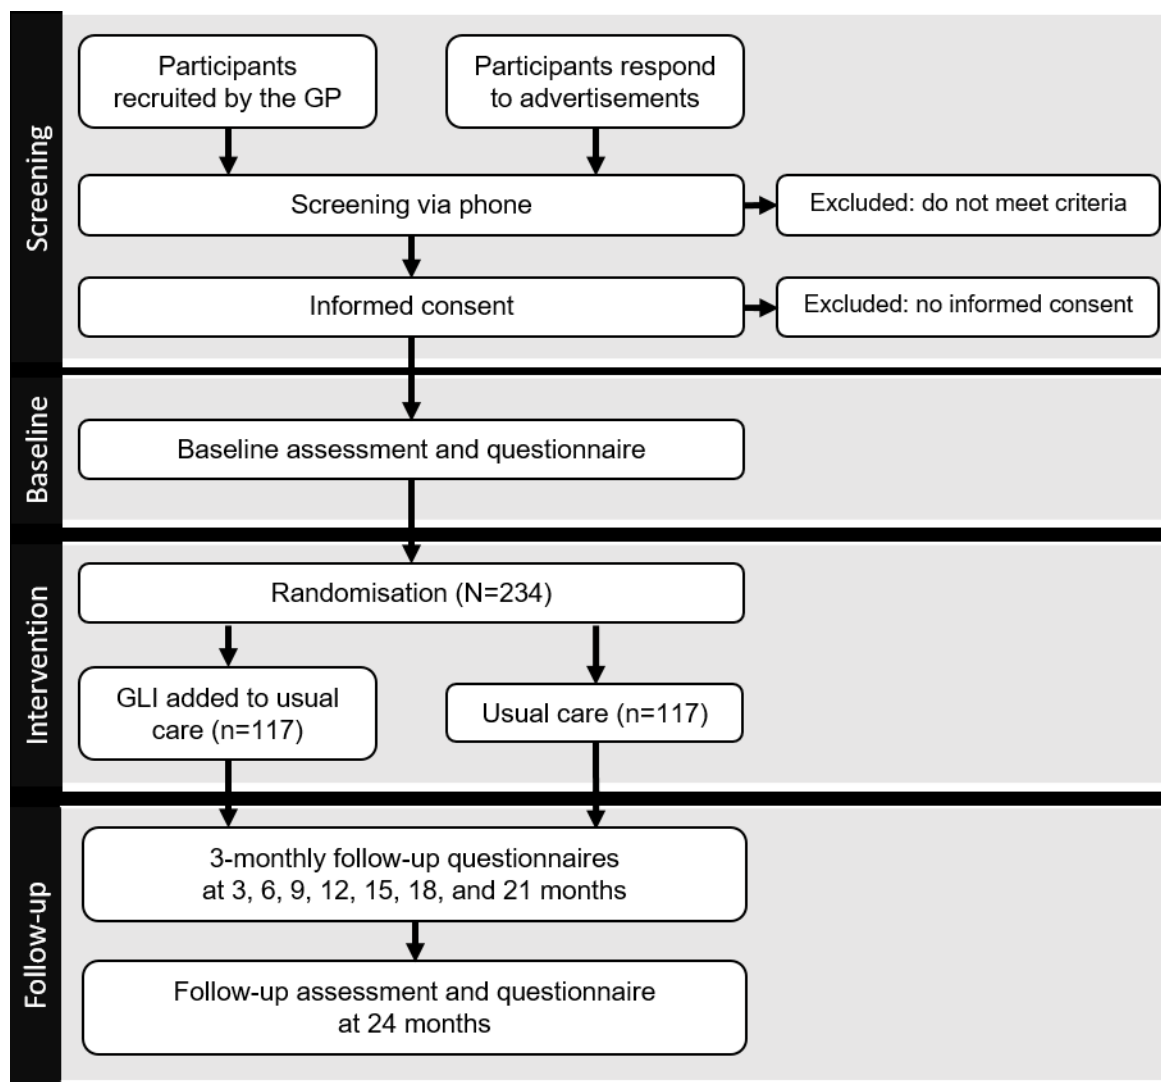 Screening
Participants
recruited by the GP
Participants respond
to advertisements
Screening via phone
Excluded: do not meet criteria
Informed consent
Excluded: no informed consent
Baseline
Baseline assessment and questionnaire
Intervention
Randomisation (N=234)
GLI added to usual
care (n=117)
Usual care (n=117)
Follow-up
3-monthly follow-up questionnaires
at 3, 6, 9, 12, 15, 18, and 21 months
Follow-up assessment and questionnaire
at 24 months